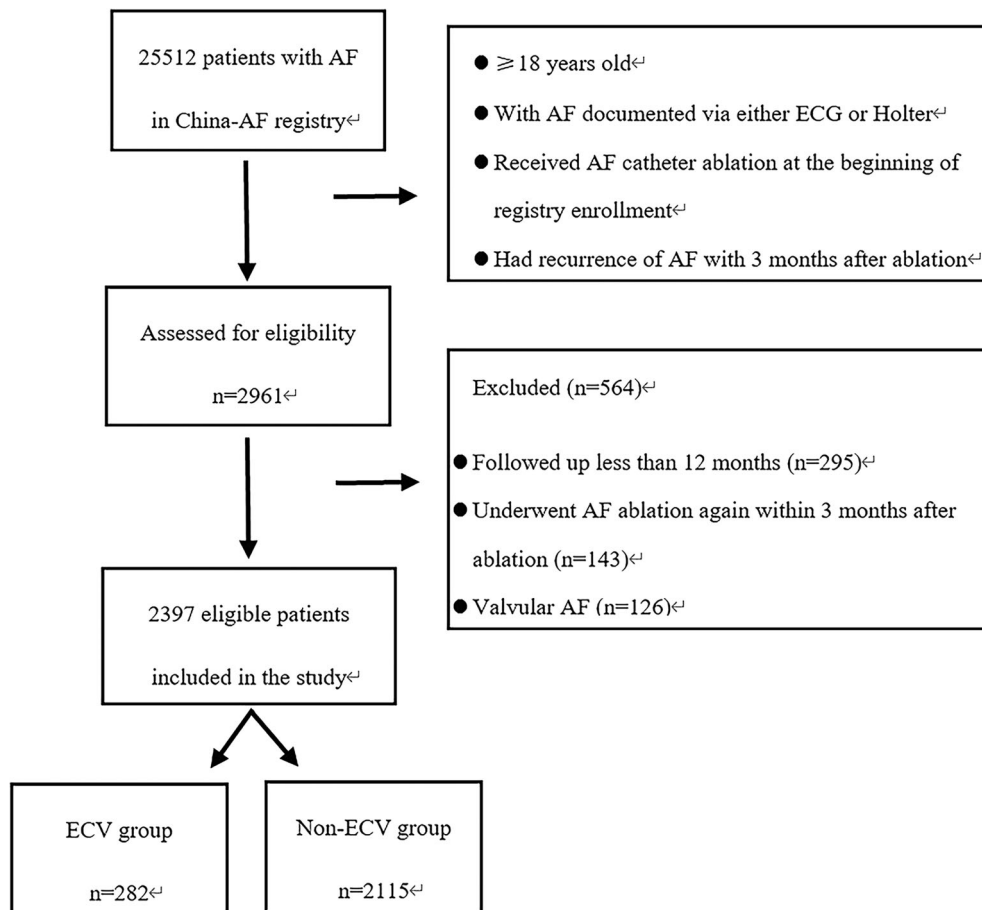 25512 patients with AF
in China-AF registry↵
● ≥18 years old↵
● With AF documented via either ECG or Holter↵
● Received AF catheter ablation at the beginning of
registry enrollment↵
● Had recurrence of AF with 3 months after ablation↵
Assessed for eligibility
n=2961↵
Excluded (n=564)↵
● Followed up less than 12 months (n=295)↵
● Underwent AF ablation again within 3 months after
ablation (n=143)↵
● Valvular AF (n=126)↵
2397 eligible patients
included in the study↵
ECV group
n=282↵
Non-ECV group
n=2115↵